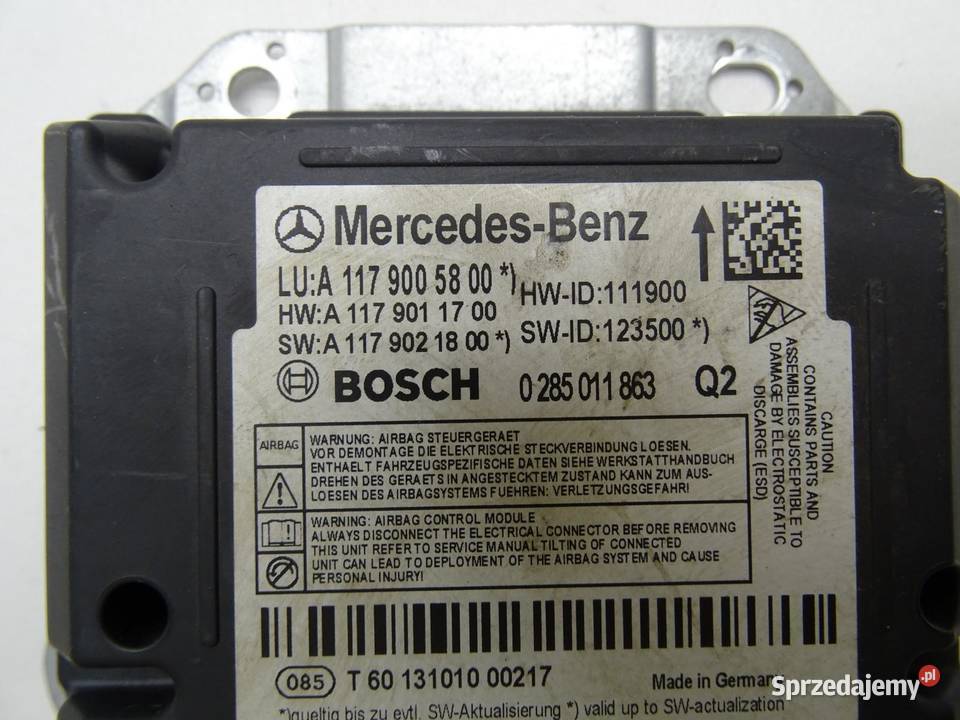 Mercedes-Benz
LU:A 117 900 58 00 *)
HW-ID:111900
HW:A 117 901 17 00
SW-ID:123500 *)
SW:A 117 902 18 00 *)
BOSCH 0 285 011 863 Q2
CAUTION
CONTAINS PARTS AND
ASSEMBLIES SUSCEPTIBLE TO
DAMAGE BY ELECTROSTATIC
DISCHARGE (ESD)
AIRBAG
WARNUNG: AIRBAG STEUERGERAET
VOR DEMONTAGE DIE ELEKTRISCHE STECKVERBINDUNG LOESEN.
ENTHAELT FAHRZEUGSPEZIFISCHE DATEN SIEHE WERKSTATTHANDBUCH
DREHEN DES GERAETS IN ANGESTECKTEM ZUSTAND KANN ZUM AUS-
LOESEN DES AIRBAGSYSTEMS FUEHREN: VERLETZUNGSGEFAHR!
WARNING: AIRBAG CONTROL MODULE
ALWAYS DISCONNECT THE ELECTRICAL CONNECTOR BEFORE REMOVING
THIS UNIT REFER TO SERVICE MANUAL TILTING OF CONNECTED
UNIT CAN LEAD TO DEPLOYMENT OF THE AIRBAG SYSTEM AND CAUSE
PERSONAL INJURY!
085 T 60 131010 00217
Made in German
*)gueltig bis zu evtl. SW-Aktualisierung *) valid up to SW-actualization
Sprzedajemy.pl